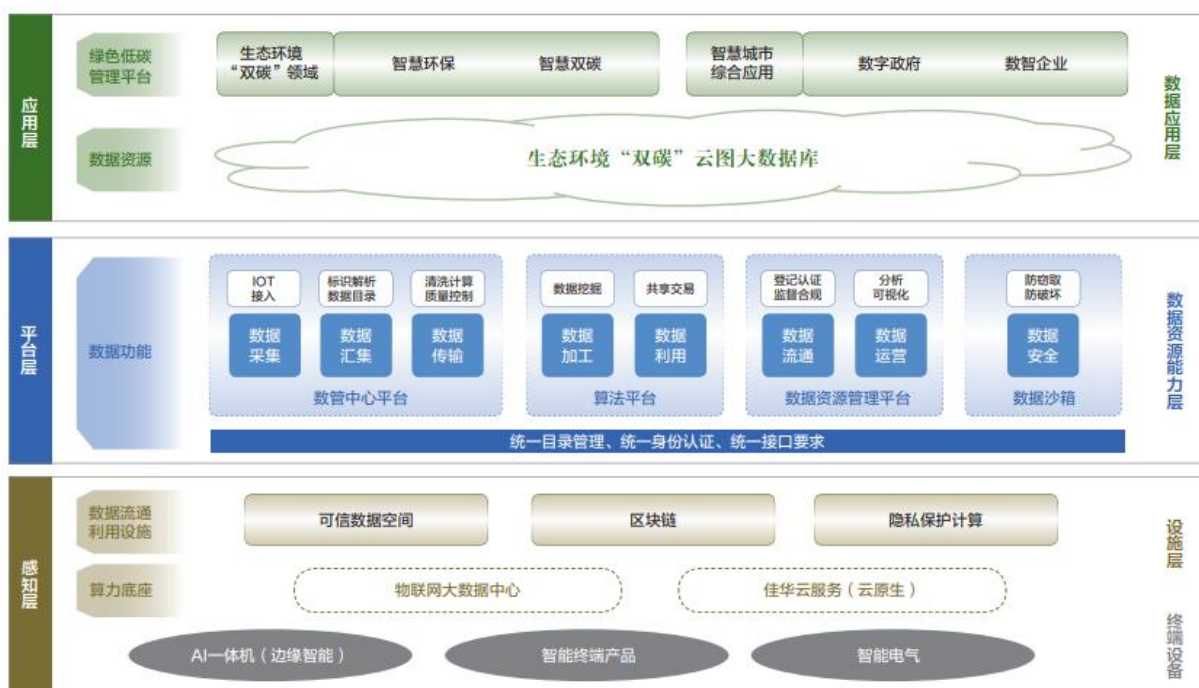 应用层
绿色低碳
管理平台
生态环境
“双碳”领域
智慧环保
智慧双碳
智慧城市
综合应用
数字政府
数智企业
数据应用层
数据资源
生态环境“双碳”云图大数据库
平台层
数据功能
IOT
接入
标识解析
数据目录
清洗计算
质量控制
数据挖掘
共享交易
登记认证
监督合规
分析
可视化
防窃取
防破坏
数据
采集
数据
汇集
数据
传输
数据
加工
数据
利用
数据
流通
数据
运营
数据
安全
数管中心平台
算法平台
数据资源管理平台
数据沙箱
数据资源能力层
统一目录管理、统一身份认证、统一接口要求
感知层
数据流通
利用设施
可信数据空间
区块链
隐私保护计算
设施层
算力底座
物联网大数据中心
佳华云服务（云原生）
AI一体机（边缘智能）
智能终端产品
智能电气
终端设备